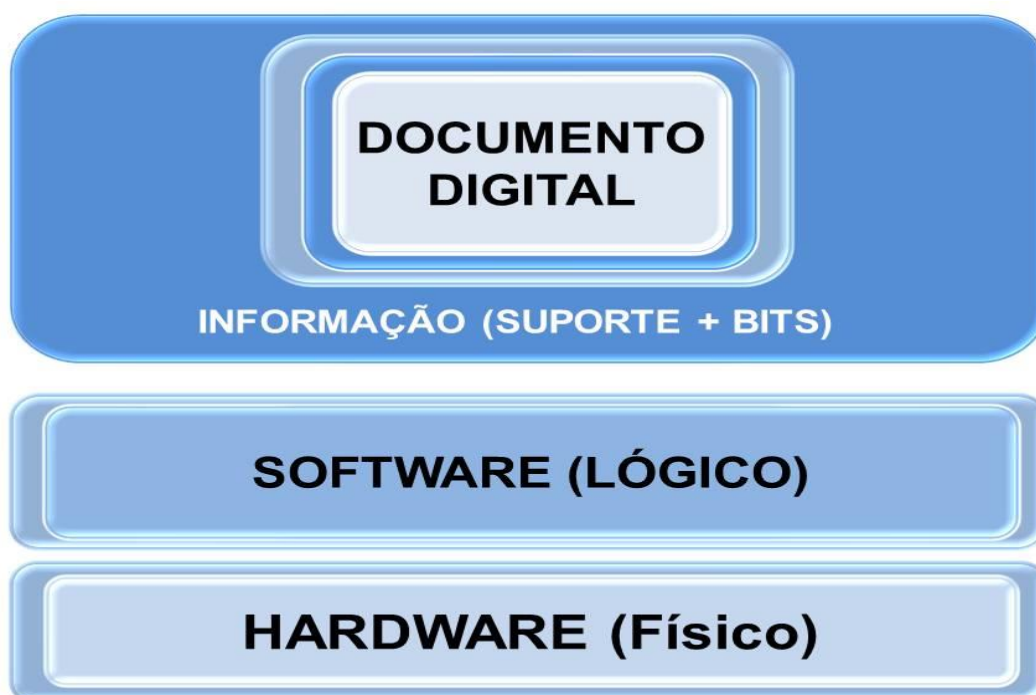 DOCUMENTO
DIGITAL
INFORMAÇÃO (SUPORTE + BITS)
SOFTWARE (LÓGICO)
HARDWARE (Físico)